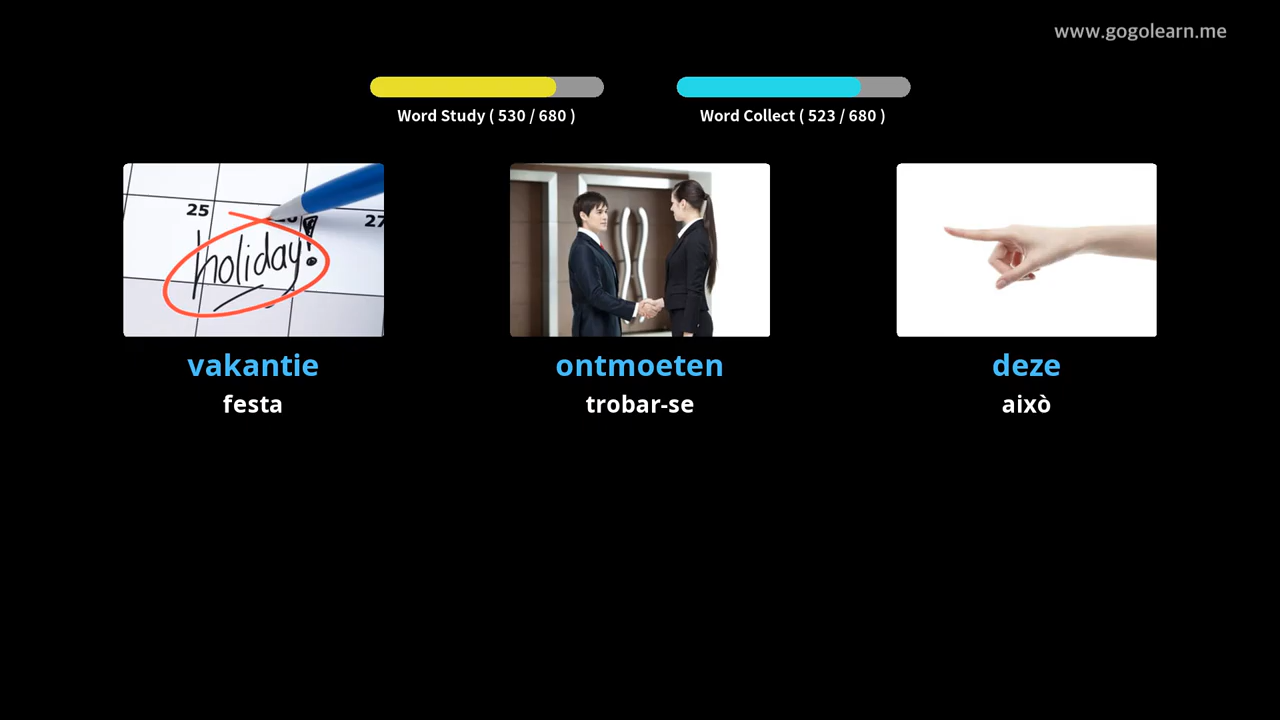 www.gogolearn.me
Word Study ( 530 / 680 )
Word Collect ( 523 / 680 )
25
27
holiday!
vakantie
ontmoeten
deze
festa
trobar-se
això